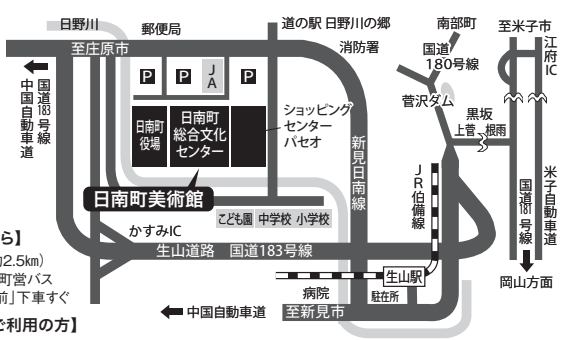 日野川
郵便局
道の駅 日野川の郷
南部町
至米子市
至庄原市
消防署
国道
180号線
江府IC
P
P
JA
P
菅沢ダム
国道183号線
中国自動車道
日南町
役場
日南町
総合文化
センター
ショッピング
センター
パセオ
黒坂
上菅
根雨
新見日南線
JR伯備線
国道181号線
米子自動車道
日南町美術館
こども園
中学校
小学校
ら】
かすみIC
生山道路 国道183号線
2.5km）
町営バス
前」下車すぐ
生山駅
岡山方面
病院
駐在所
中国自動車道
至新見市
ご利用の方】